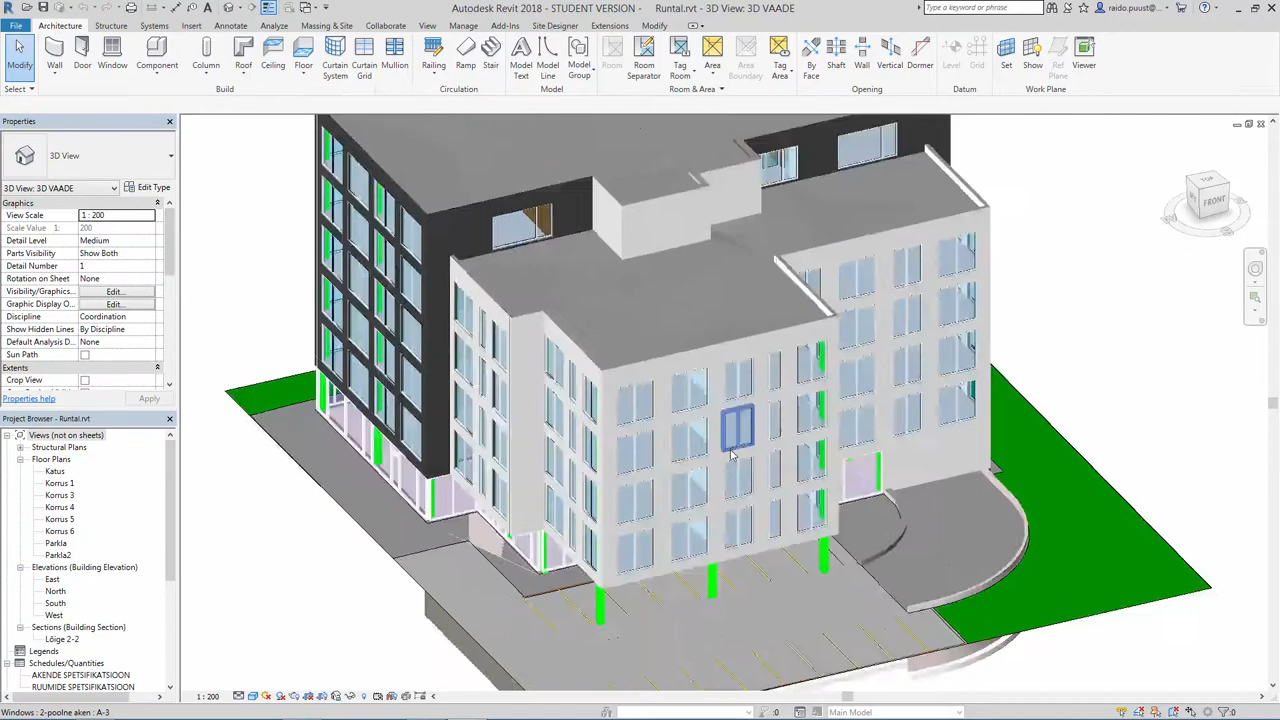 Autodesk Revit 2018 - STUDENT VERSION - Runtal.rvt - 3D View: 3D VAADE
Type a keyword or phrase
raido.puust@...
File Architecture Structure Systems Insert Annotate Analyze Massing & Site Collaborate View Manage Add-Ins Site Designer Extensions Modify
Modify Wall Door Window Component Column Roof Ceiling Floor Curtain System Curtain Grid Mullion Railing Ramp Stair Model Text Model Line Model Group Room Room Separator Tag Room Area Area Boundary Tag Area By Face Shaft Wall Vertical Dormer Level Grid Set Show Ref Plane Viewer
Select Build Circulation Model Room & Area Opening Datum Work Plane
Properties
3D View
3D View: 3D VAADE Edit Type
Graphics
View Scale 1 : 200
Scale Value 1: 200
Detail Level Medium
Parts Visibility Show Both
Detail Number 1
Rotation on Sheet None
Visibility/Graphics... Edit...
Graphic Display O... Edit...
Discipline Coordination
Show Hidden Lines By Discipline
Default Analysis D... None
Sun Path
Extents
Crop View
Properties help Apply
Project Browser - Runtal.rvt
Views (not on sheets)
Structural Plans
Floor Plans
Katus
Korrus 1
Korrus 3
Korrus 4
Korrus 5
Korrus 6
Parkla
Parkla2
Elevations (Building Elevation)
East
North
South
West
Sections (Building Section)
Lõige 2-2
Legends
Schedules/Quantities
AKENDE SPETSIFIKATSIOON
RUUMIDE SPETSIFIKATSIOON
TOP
FRONT
1 : 200
Windows : 2-poolne aken : A-3
:0
Main Model
:0